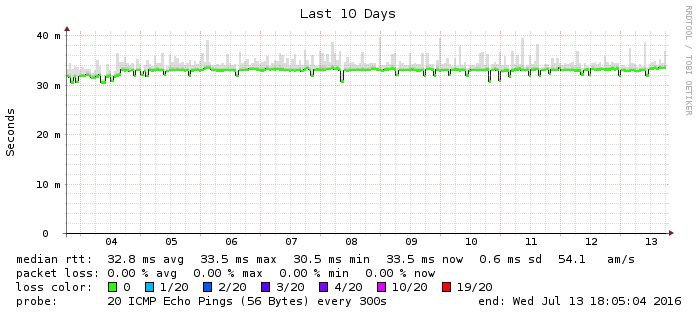 Last 10 Days
RRDTOOL / TOBI OETIKER
Seconds
40 m
30 m
20 m
10 m
0
04 05 06 07 08 09 10 11 12 13
median rtt: 32.8 ms avg 33.5 ms max 30.5 ms min 33.5 ms now 0.6 ms sd 54.1 am/s
packet loss: 0.00 % avg 0.00 % max 0.00 % min 0.00 % now
loss color: 0 1/20 2/20 3/20 4/20 10/20 19/20
probe: 20 ICMP Echo Pings (56 Bytes) every 300s end: Wed Jul 13 18:05:04 2016